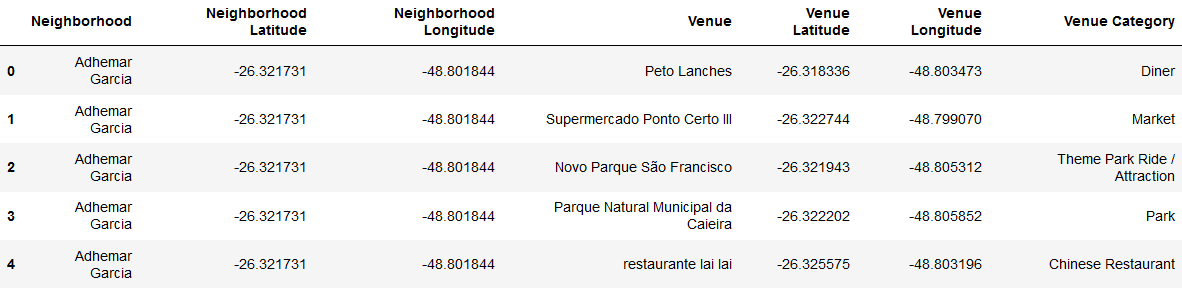 Neighborhood Neighborhood Latitude Neighborhood Longitude Venue Venue Latitude Venue Longitude Venue Category
0 Adhemar Garcia -26.321731 -48.801844 Peto Lanches -26.318336 -48.803473 Diner
1 Adhemar Garcia -26.321731 -48.801844 Supermercado Ponto Certo III -26.322744 -48.799070 Market
2 Adhemar Garcia -26.321731 -48.801844 Novo Parque São Francisco -26.321943 -48.805312 Theme Park Ride / Attraction
3 Adhemar Garcia -26.321731 -48.801844 Parque Natural Municipal da Caieira -26.322202 -48.805852 Park
4 Adhemar Garcia -26.321731 -48.801844 restaurante lai lai -26.325575 -48.803196 Chinese Restaurant